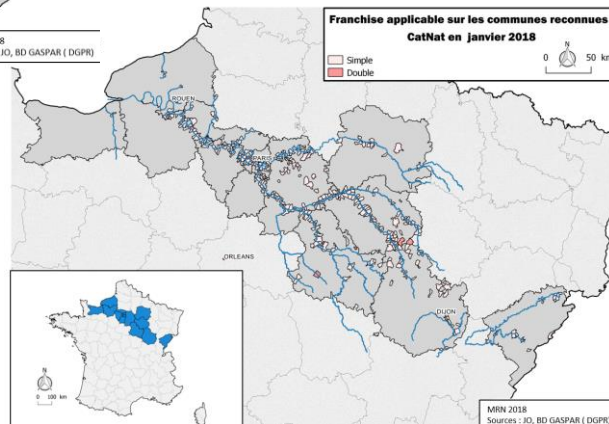 8
JO, BD GASPAR ( DGPR)
Franchise applicable sur les communes reconnues
CatNat en janvier 2018
Simple
Double
N
0 50 km
ROUEN
PARIS
ORLEANS
DIJON
N
0 100 km
MRN 2018
Sources : JO, BD GASPAR ( DGPR)